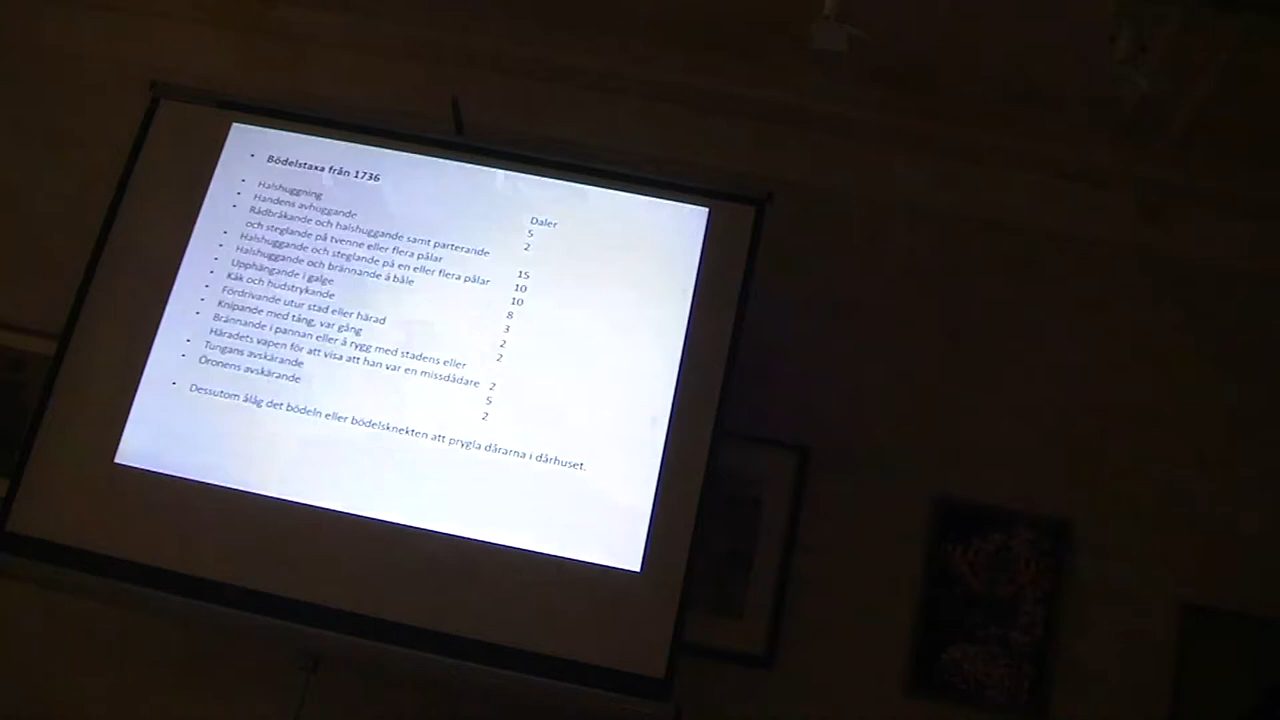 • Bödelstaxa från 1736
Daler
• Halshuggning 5
• Handens avhuggande 2
• Rådbråkande och halshuggande samt parterande
och steglande på tvenne eller flera pålar 15
• Halshuggande och steglande på en eller flera pålar 10
• Halshuggande och brännande å båle 10
• Upphängande i galge 8
• Kåk och hudstrykande 3
• Fördrivande utur stad eller härad 2
• Knipande med tång, var gång 2
• Brännande i pannan eller å rygg med stadens eller
Häradets vapen för att visa att han var en missdådare 2
• Tungans avskärande 5
• Öronens avskärande 2
• Dessutom ålåg det bödeln eller bödelsknekten att prygla dårarna i dårhuset.